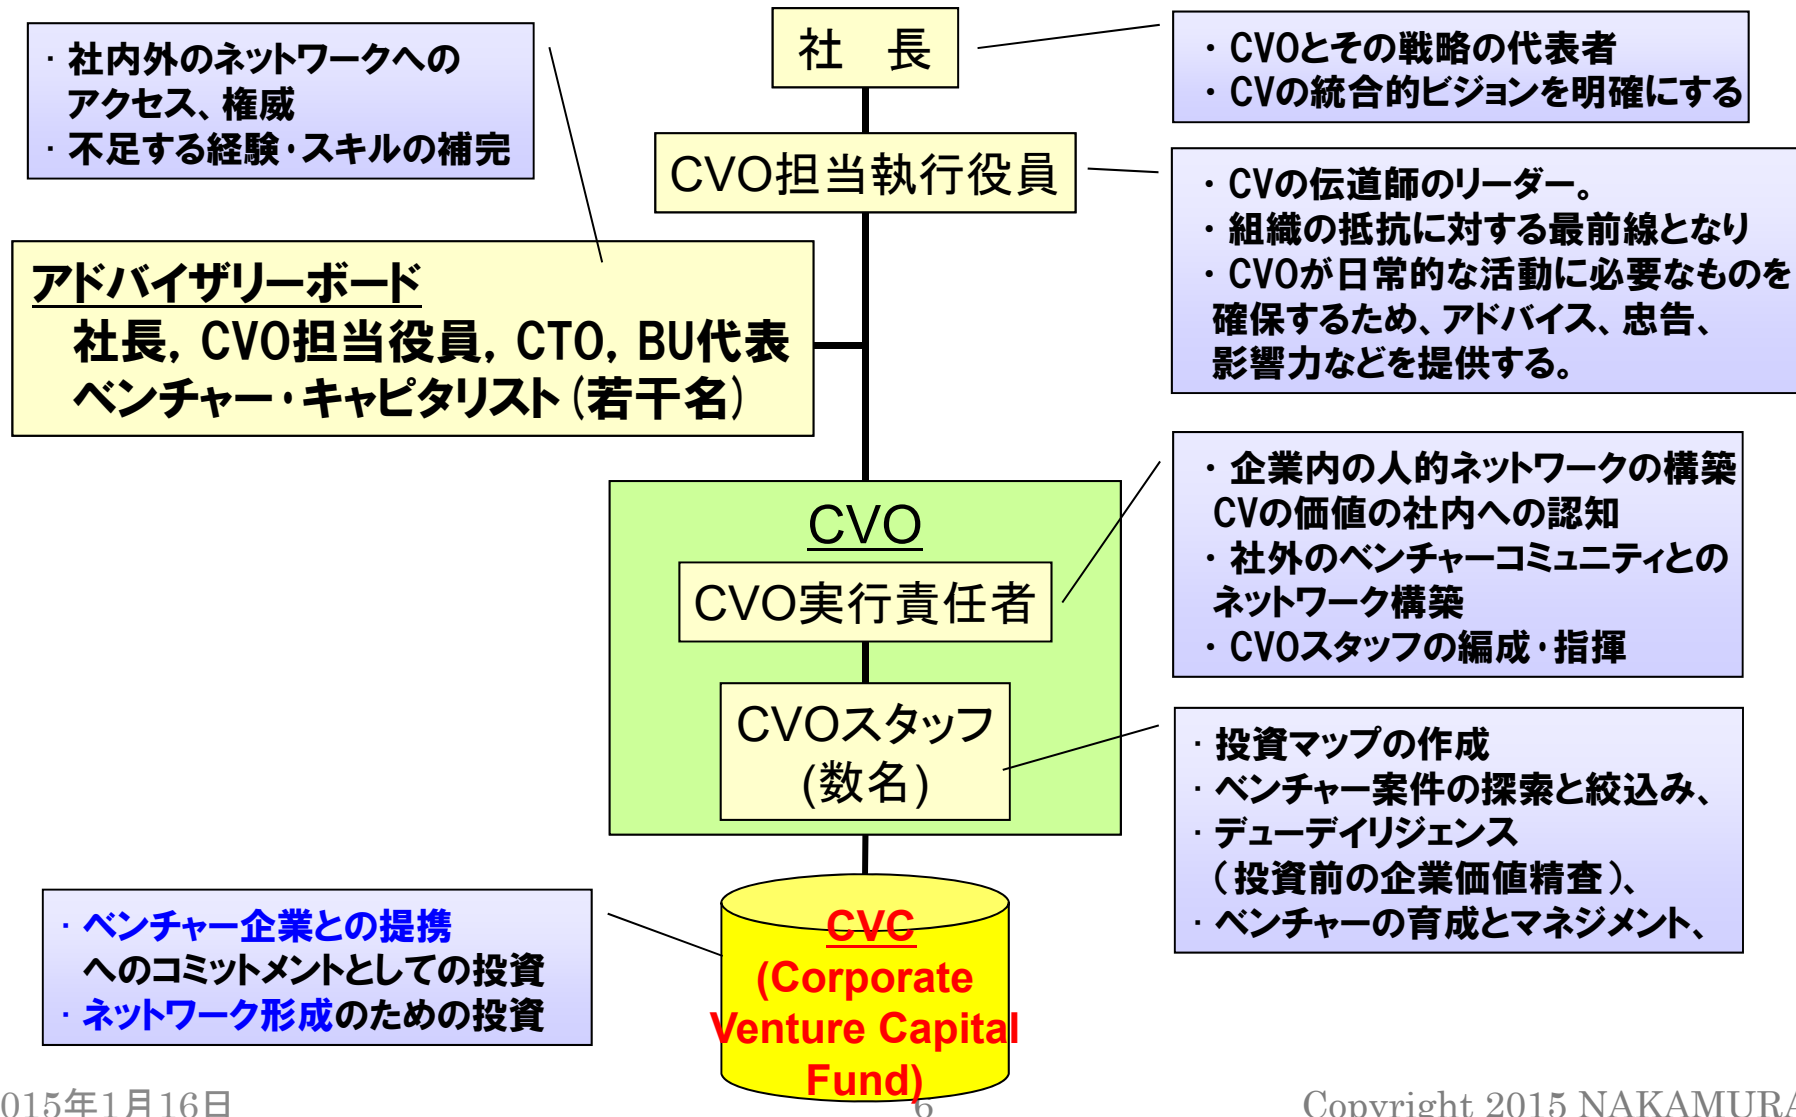 社　長
・CVOとその戦略の代表者
・CVの統合的ビジョンを明確にする
・社内外のネットワークへの
アクセス、権威
・不足する経験・スキルの補完
CVO担当執行役員
・CVの伝道師のリーダー。
・組織の抵抗に対する最前線となり
・CVOが日常的な活動に必要なものを
確保するため、アドバイス、忠告、
影響力などを提供する。
アドバイザリーボード
社長, CVO担当役員, CTO, BU代表
ベンチャー・キャピタリスト(若干名)
CVO
CVO実行責任者
・企業内の人的ネットワークの構築
CVの価値の社内への認知
・社外のベンチャーコミュニティとの
ネットワーク構築
・CVOスタッフの編成・指揮
CVOスタッフ
(数名)
・投資マップの作成
・ベンチャー案件の探索と絞込み、
・デューデイリジェンス
(投資前の企業価値精査)、
・ベンチャーの育成とマネジメント、
・ベンチャー企業との提携
へのコミットメントとしての投資
・ネットワーク形成のための投資
CVC
(Corporate
Venture Capital
Fund)
015年1月16日
6
Copyright 2015 NAKAMURA